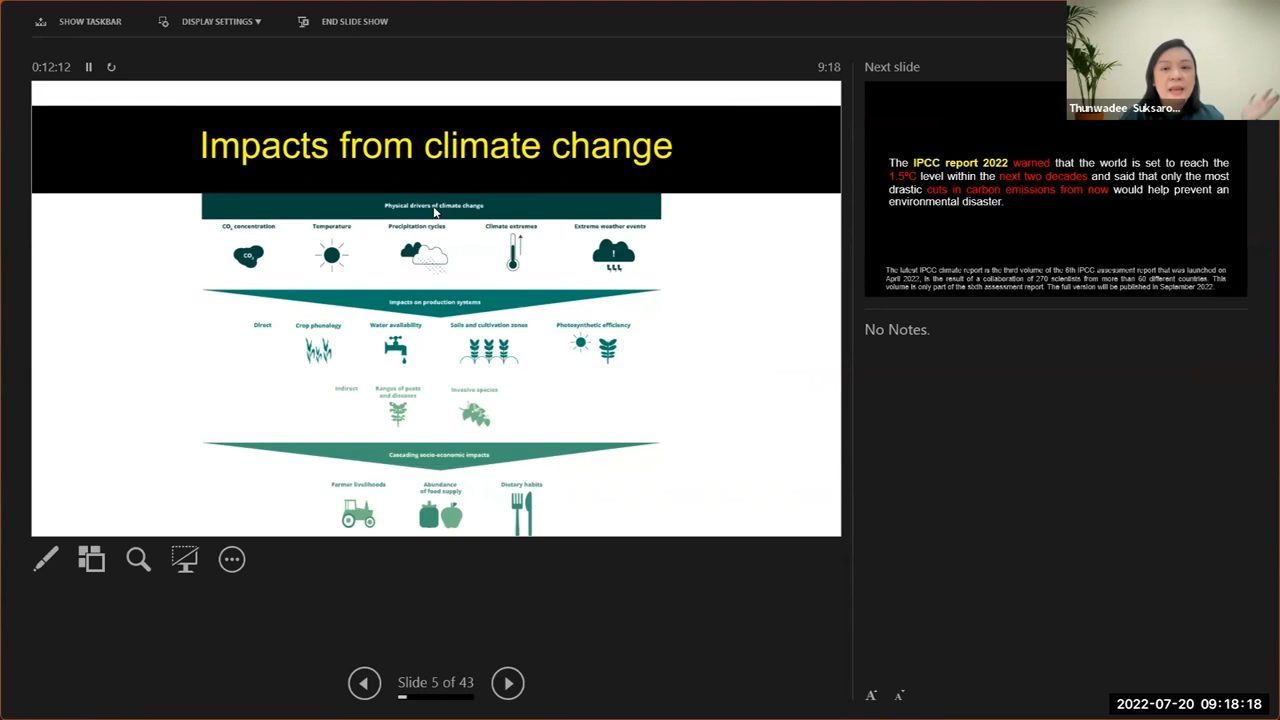 SHOW TASKBAR
DISPLAY SETTINGS ▼
END SLIDE SHOW
0:12:12
9:18
Next slide
Thunwadee Suksaro...
Impacts from climate change
Physical drivers of climate change
CO₂ concentration
Temperature
Precipitation cycles
Climate extremes
Extreme weather events
CO₂
!
Impacts on production systems
Direct
Crop phonology
Water availability
Soils and cultivation zones
Photosynthetic efficiency
Indirect
Ranges of pests
and diseases
Invasive species
Cascading socio-economic impacts
Farmer livelihoods
Abundance
of food supply
Dietary habits
The IPCC report 2022 warned that the world is set to reach the
1.5ºC level within the next two decades and said that only the most
drastic cuts in carbon emissions from now would help prevent an
environmental disaster.
The latest IPCC climate report is the third volume of the 6th IPCC assessment report that was launched on
April 2022, is the result of a collaboration of 270 scientists from more than 60 different countries. This
volume is only part of the sixth assessment report. The full version will be published in September 2022.
No Notes.
Slide 5 of 43
A A
2022-07-20 09:18:18